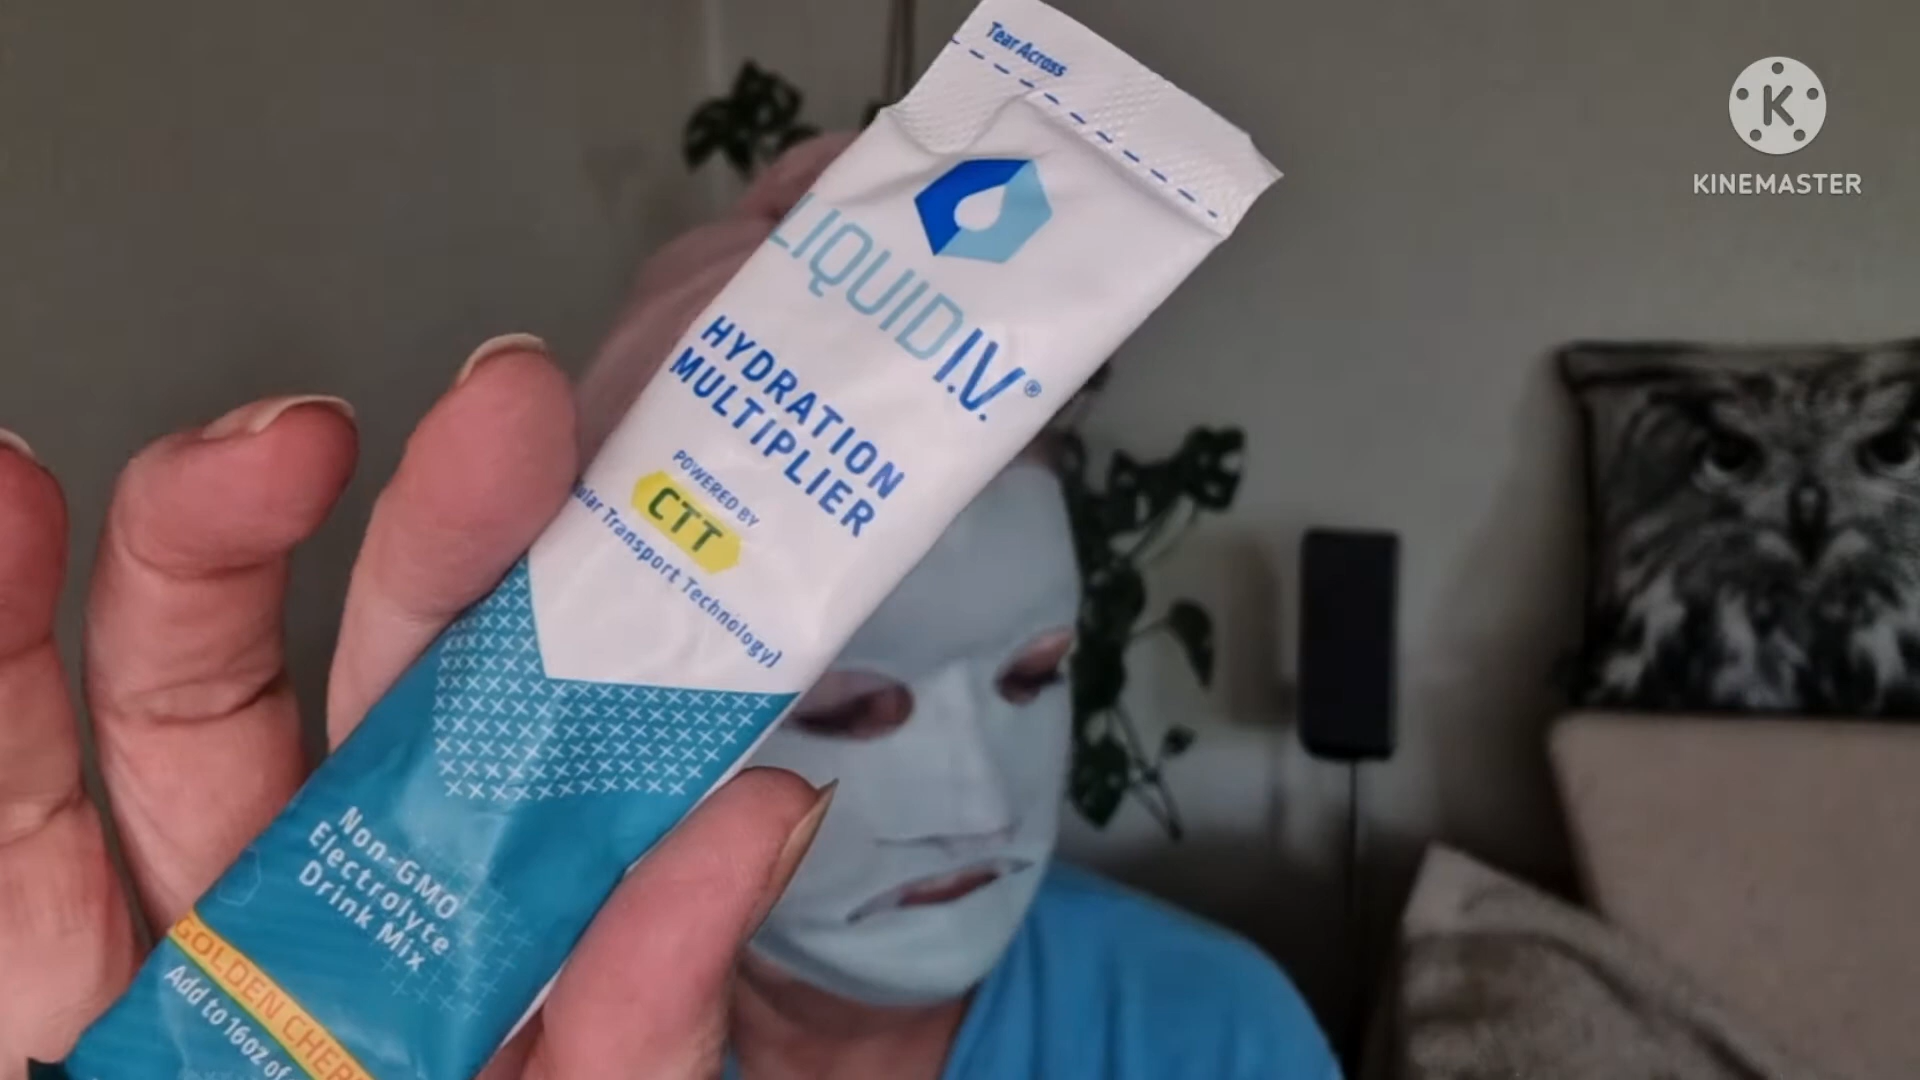 Tear Across
LIQUID I.V.®
HYDRATION
MULTIPLIER
POWERED BY
CTT
Transport Technology)
Non-GMO
Electrolyte
Drink Mix
GOLDEN
Add to 16oz of
K
KINEMASTER